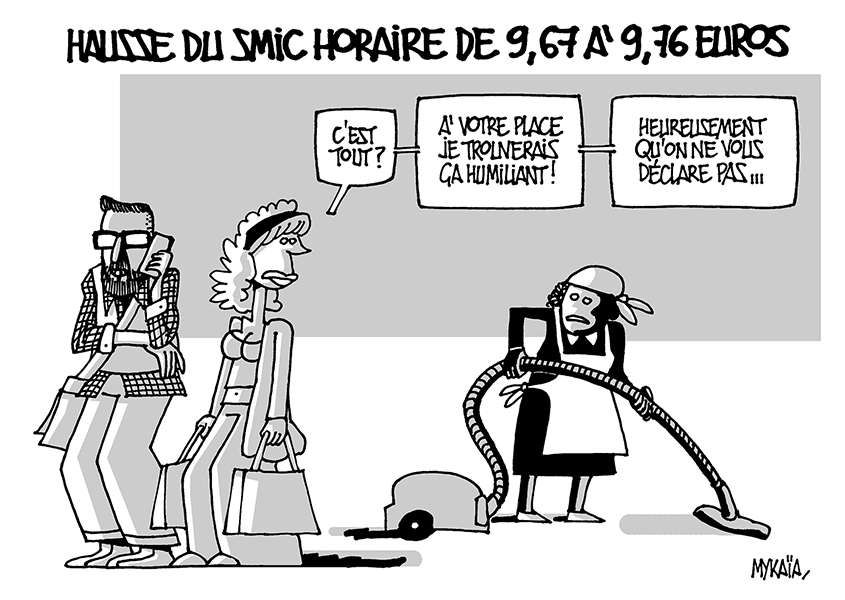 HAUSSE DU SMIC HORAIRE DE 9,67 À 9,76 EUROS
C'EST
TOUT ?
À VOTRE PLACE
JE TROUVERAIS
ÇA HUMILIANT !
HEUREUSEMENT
QU'ON NE VOUS
DÉCLARE PAS...
MYKAÏA,